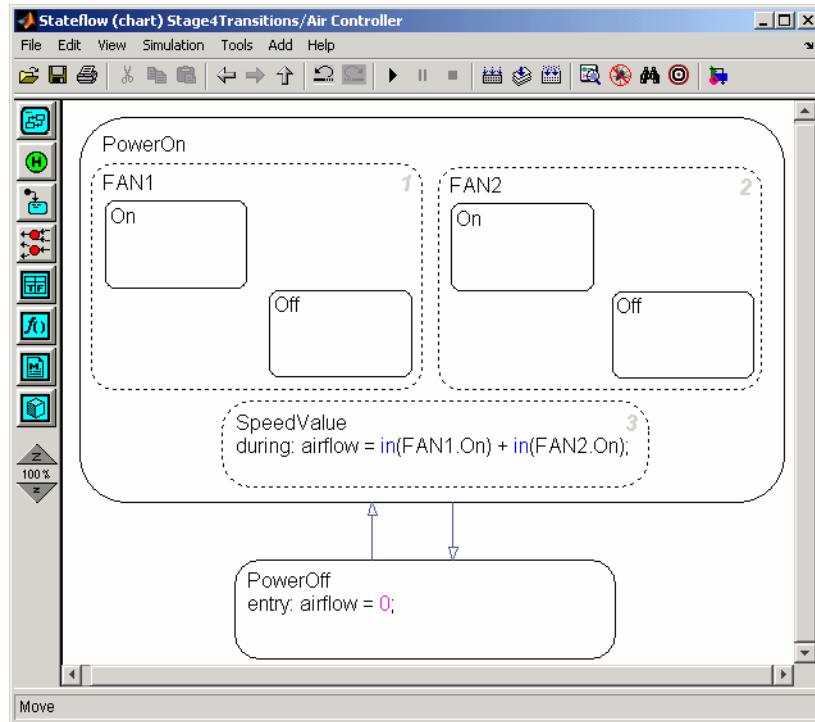 Stateflow (chart) Stage4Transitions/Air Controller
File Edit View Simulation Tools Add Help
PowerOn
FAN1 1
On
Off
FAN2 2
On
Off
SpeedValue 3
during: airflow = in(FAN1.On) + in(FAN2.On);
PowerOff
entry: airflow = 0;
H
TF
f()
M
Z
100%
Z
Move